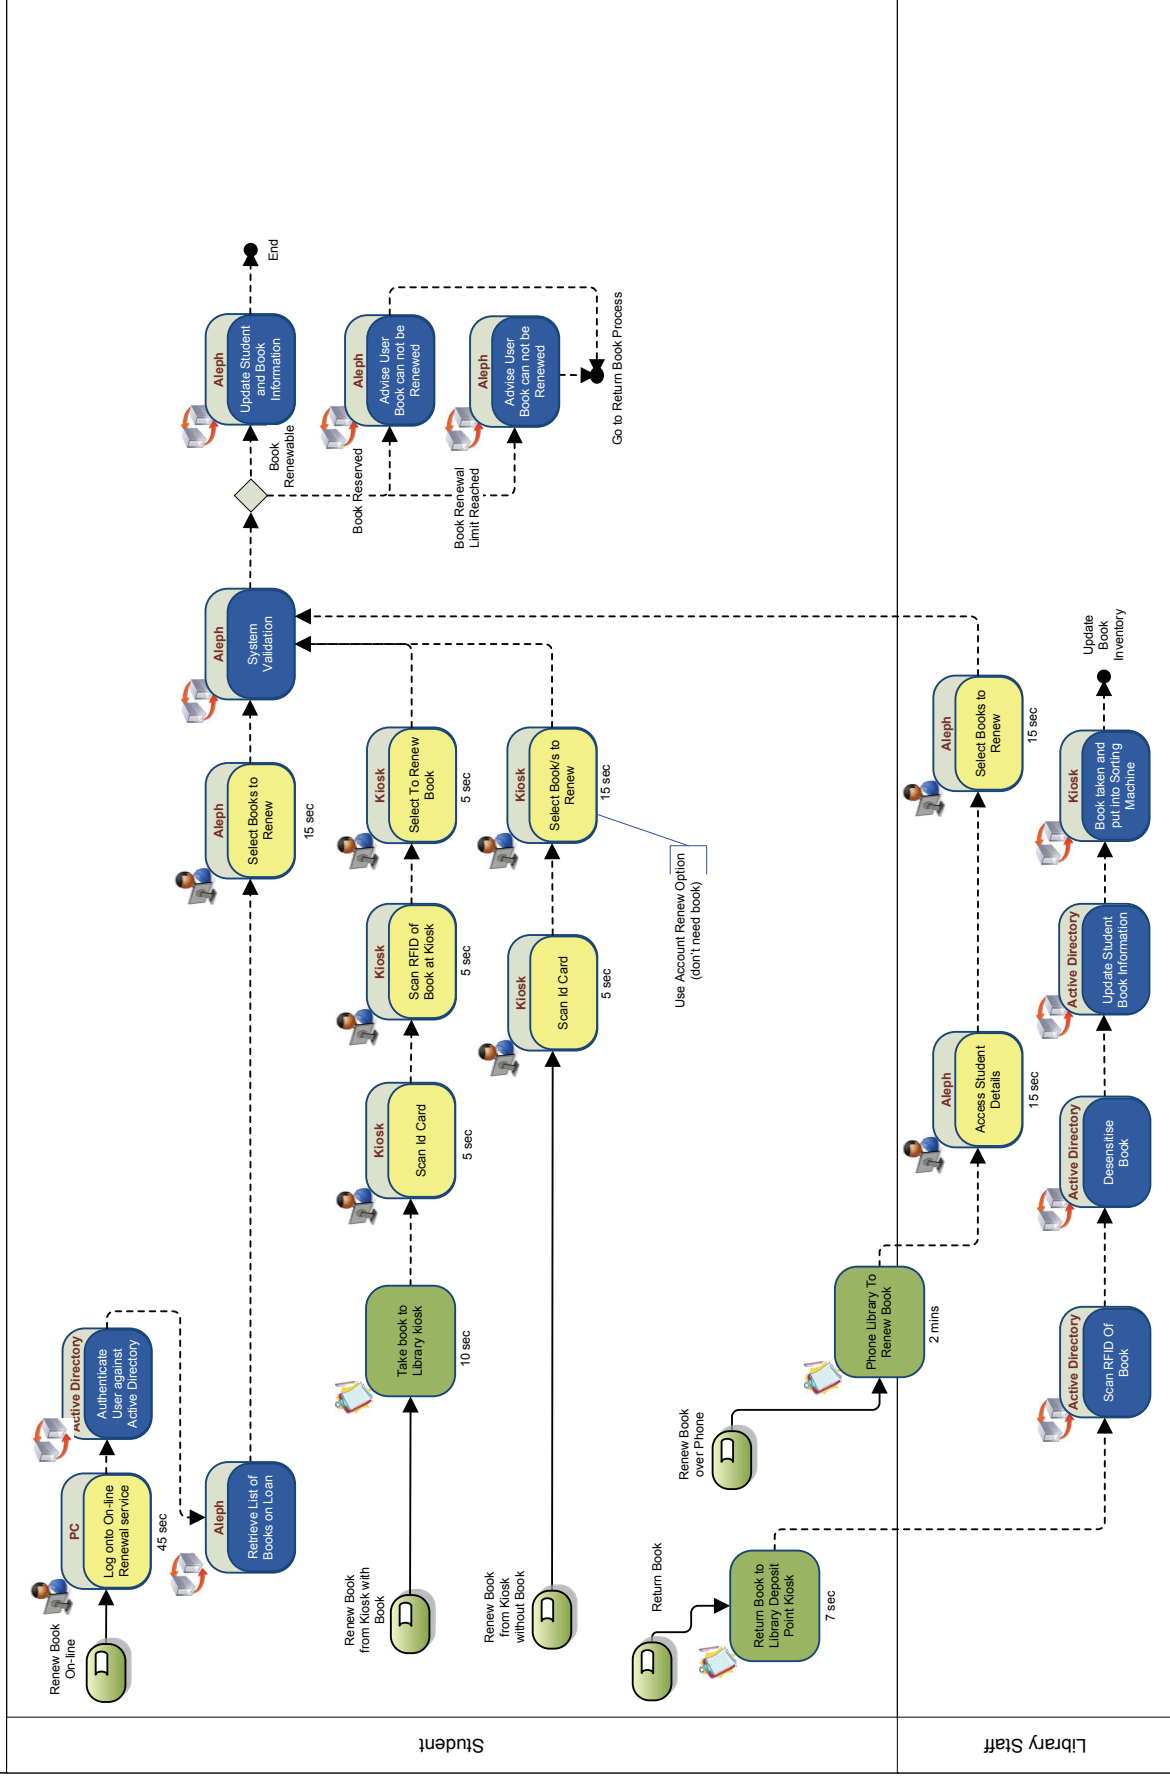 Student
Library Staff
Renew Book
On-line
PC
Log onto On-line
Renewal service
45 sec
Active Directory
Authenticate
User against
Active Directory
Aleph
Retrieve List of
Books on Loan
Aleph
Select Books to
Renew
15 sec
Aleph
System
Validation
Book
Renewable
Aleph
Update Student
and Book
Information
End
Book Reserved
Aleph
Advise User
Book can not be
Renewed
Book Renewal
Limit Reached
Aleph
Advise User
Book can not be
Renewed
Go to Return Book Process
Renew Book
from Kiosk with
Book
Take book to
Library kiosk
10 sec
Kiosk
Scan Id Card
5 sec
Kiosk
Scan RFID of
Book at Kiosk
5 sec
Kiosk
Select To Renew
Book
5 sec
Renew Book
from Kiosk
without Book
Kiosk
Scan Id Card
5 sec
Kiosk
Select Book/s to
Renew
15 sec
Use Account Renew Option
(don't need book)
Renew Book
over Phone
Phone Library To
Renew Book
2 mins
Aleph
Access Student
Details
15 sec
Aleph
Select Books to
Renew
15 sec
Return Book
Return Book to
Library Deposit
Point Kiosk
7 sec
Active Directory
Scan RFID Of
Book
Active Directory
Desensitise
Book
Active Directory
Update Student
Book Information
Kiosk
Book taken and
put into Sorting
Machine
Update
Book
Inventory